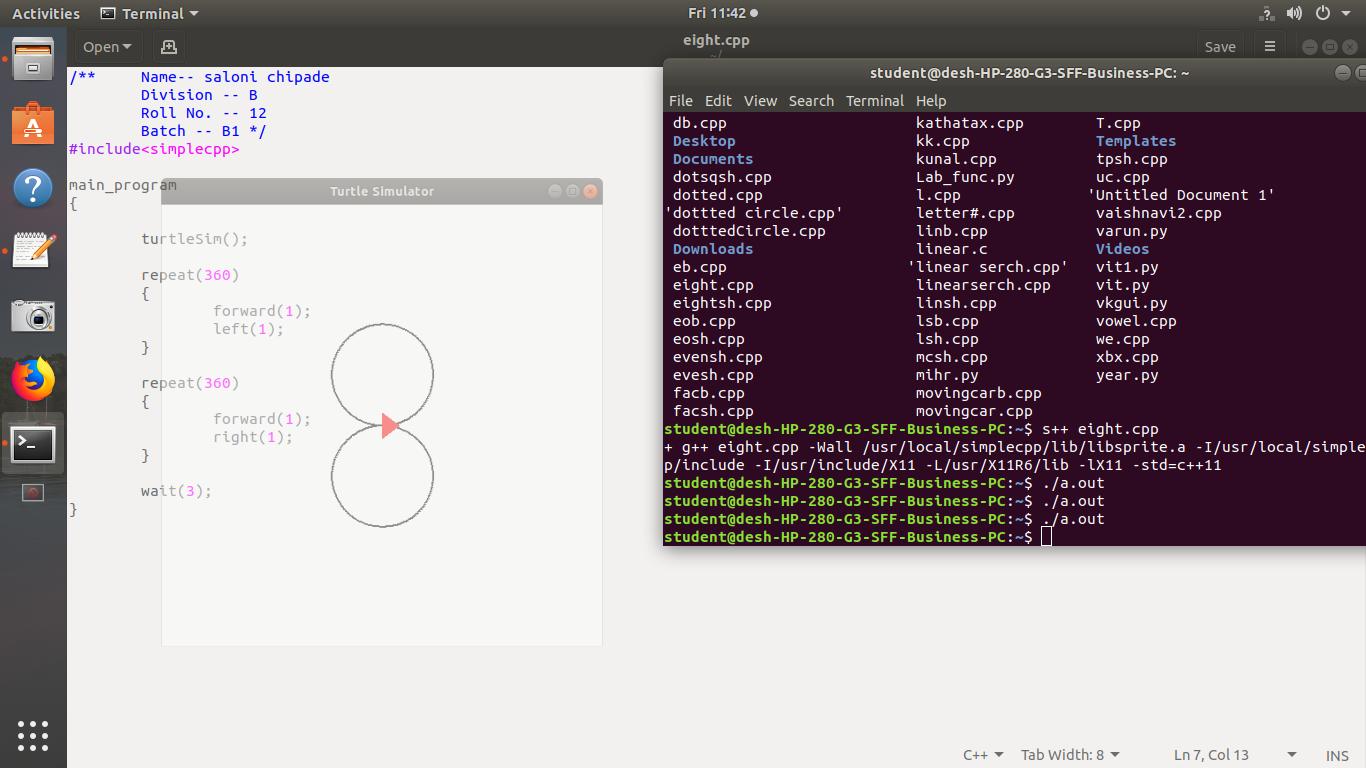 Activities Terminal Fri 11:42
Open eight.cpp Save
~/
/** Name-- saloni chipade
Division -- B
Roll No. -- 12
Batch -- B1 */
#include<simplecpp>
main_program
{
turtleSim();
repeat(360)
{
forward(1);
left(1);
}
repeat(360)
{
forward(1);
right(1);
}
wait(3);
}
Turtle Simulator
student@desh-HP-280-G3-SFF-Business-PC: ~
File Edit View Search Terminal Help
db.cpp kathatax.cpp T.cpp
Desktop kk.cpp Templates
Documents kunal.cpp tpsh.cpp
dotsqsh.cpp Lab_func.py uc.cpp
dotted.cpp l.cpp 'Untitled Document 1'
'dottted circle.cpp' letter#.cpp vaishnavi2.cpp
dotttedCircle.cpp linb.cpp varun.py
Downloads linear.c Videos
eb.cpp 'linear serch.cpp' vit1.py
eight.cpp linearserch.cpp vit.py
eightsh.cpp linsh.cpp vkgui.py
eob.cpp lsb.cpp vowel.cpp
eosh.cpp lsh.cpp we.cpp
evensh.cpp mcsh.cpp xbx.cpp
evesh.cpp mihr.py year.py
facb.cpp movingcarb.cpp
facsh.cpp movingcar.cpp
student@desh-HP-280-G3-SFF-Business-PC:~$ s++ eight.cpp
+ g++ eight.cpp -Wall /usr/local/simplecpp/lib/libsprite.a -I/usr/local/simple
p/include -I/usr/include/X11 -L/usr/X11R6/lib -lX11 -std=c++11
student@desh-HP-280-G3-SFF-Business-PC:~$ ./a.out
student@desh-HP-280-G3-SFF-Business-PC:~$ ./a.out
student@desh-HP-280-G3-SFF-Business-PC:~$ ./a.out
student@desh-HP-280-G3-SFF-Business-PC:~$
C++ Tab Width: 8 Ln 7, Col 13 INS